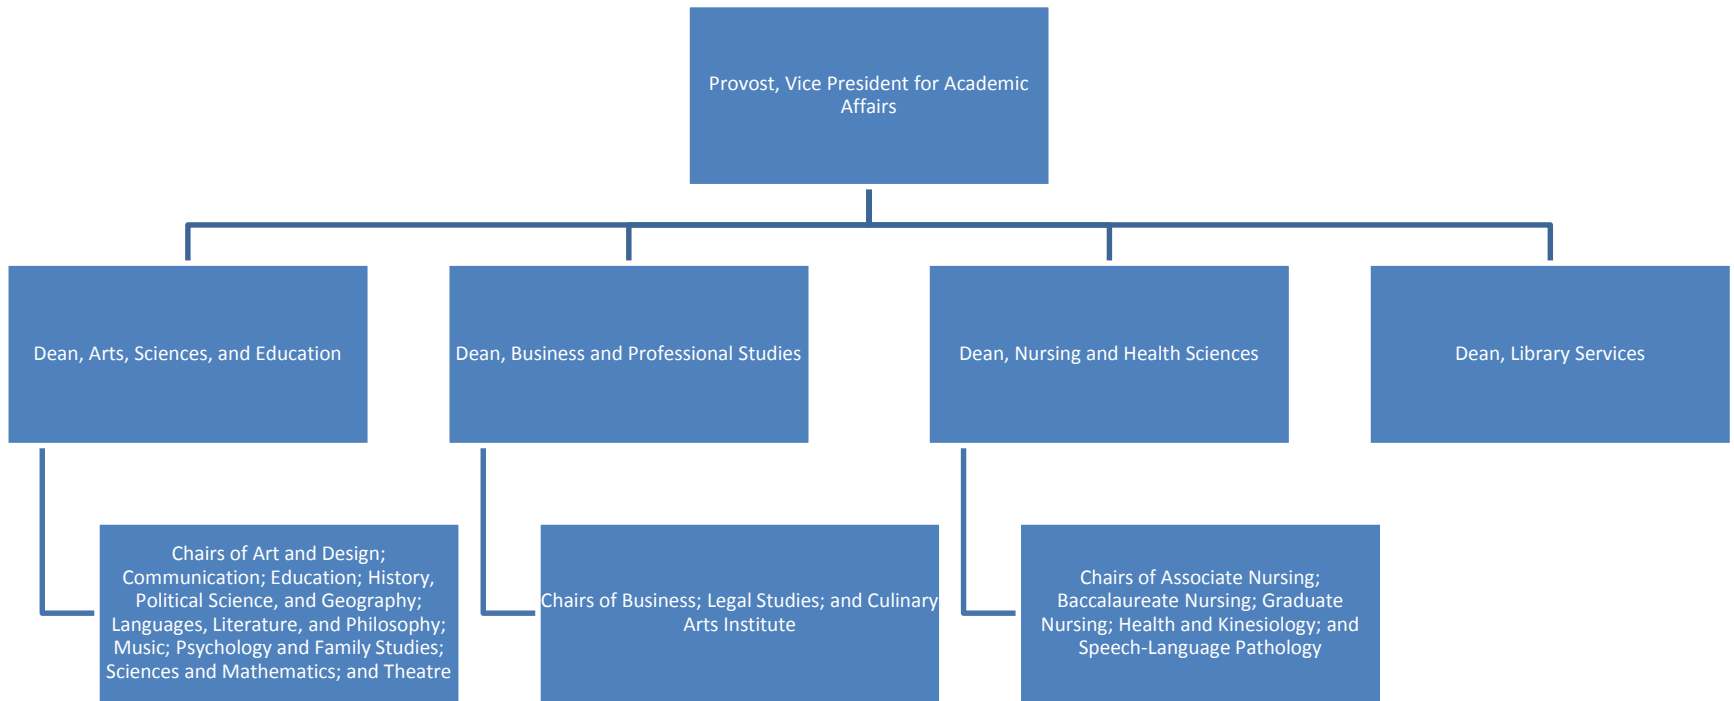 Provost, Vice President for Academic
Affairs
Dean, Arts, Sciences, and Education
Dean, Business and Professional Studies
Dean, Nursing and Health Sciences
Dean, Library Services
Chairs of Art and Design;
Communication; Education; History,
Political Science, and Geography;
Languages, Literature, and Philosophy;
Music; Psychology and Family Studies;
Sciences and Mathematics; and Theatre
Chairs of Business; Legal Studies; and Culinary
Arts Institute
Chairs of Associate Nursing;
Baccalaureate Nursing; Graduate
Nursing; Health and Kinesiology; and
Speech-Language Pathology